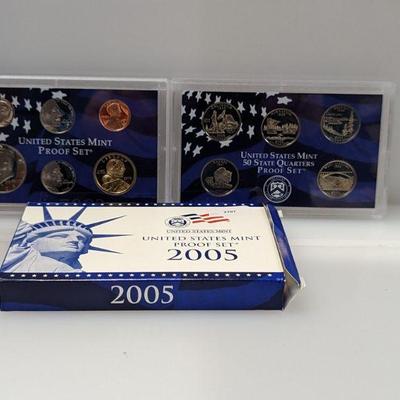 UNITED STATES MINT
PROOF SET
UNITED STATES MINT
50 STATE QUARTERS
PROOF SET
UNITED STATES MINT
UNITED STATES MINT
PROOF SET
2005
2005